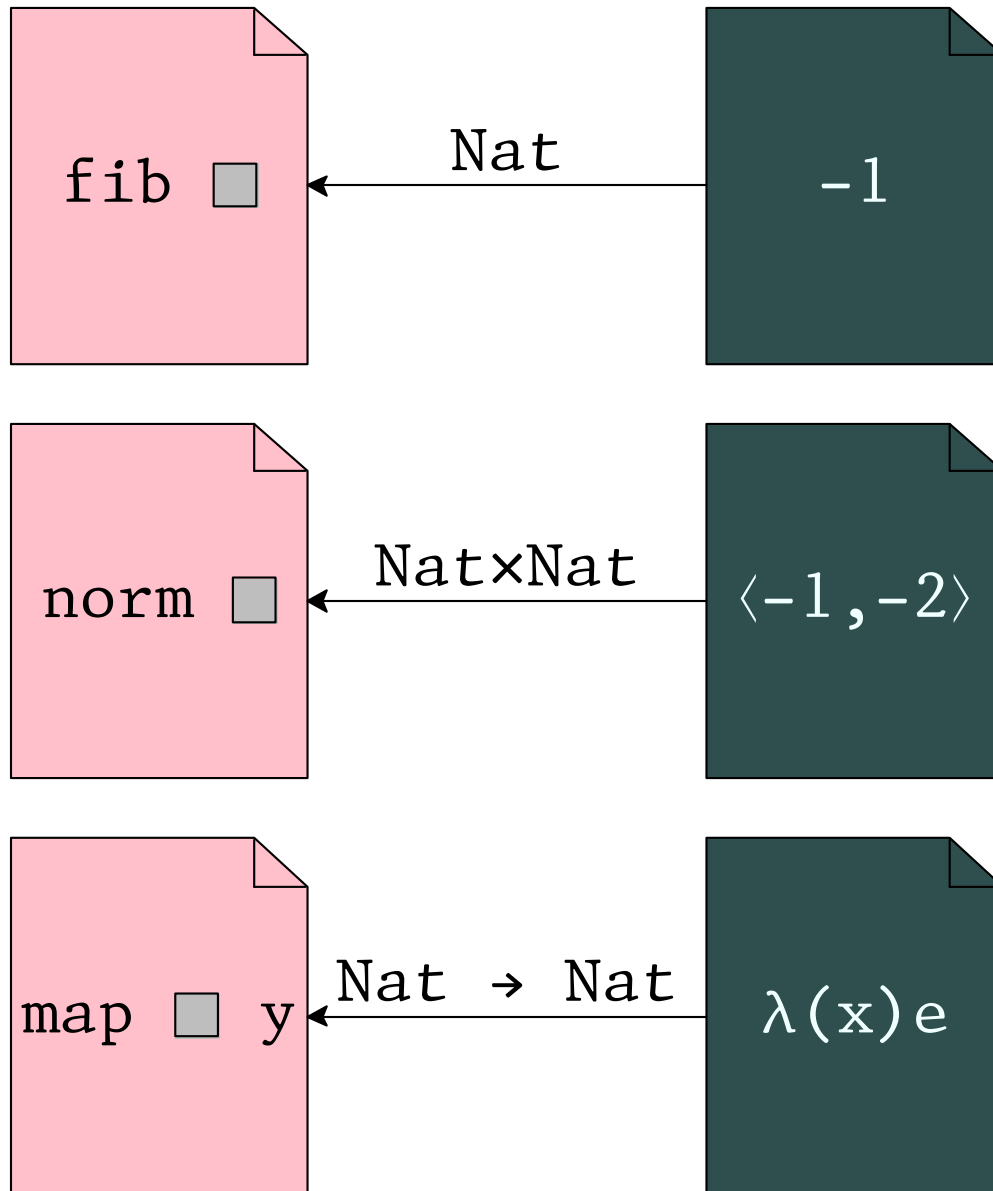 fib Nat -1
norm Nat×Nat ⟨-1,-2⟩
map y Nat → Nat λ(x)e